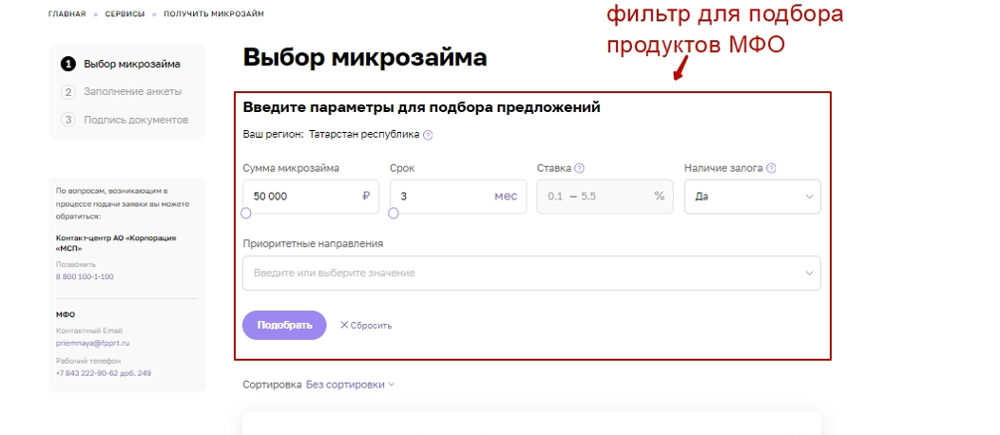 ГЛАВНАЯ • СЕРВИСЫ • ПОЛУЧИТЬ МИКРОЗАЙМ
фильтр для подбора
продуктов МФО
1 Выбор микрозайма
2 Заполнение анкеты
3 Подпись документов
По вопросам, возникающим в
процессе подачи заявки вы можете
обратиться:
Контакт-центр АО «Корпорация
«МСП»
Позвонить
8 800 100-1-100
МФО
Контактный Email
priemnaya@fpprt.ru
Рабочий телефон
+7 843 222-90-62 доб. 249
Выбор микрозайма
Введите параметры для подбора предложений
Ваш регион: Татарстан республика ?
Сумма микрозайма Срок Ставка ? Наличие залога ?
50 000 ₽ 3 мес 0.1 – 5.5 % Да
Приоритетные направления
Введите или выберите значение
Подобрать × Сбросить
Сортировка Без сортировки